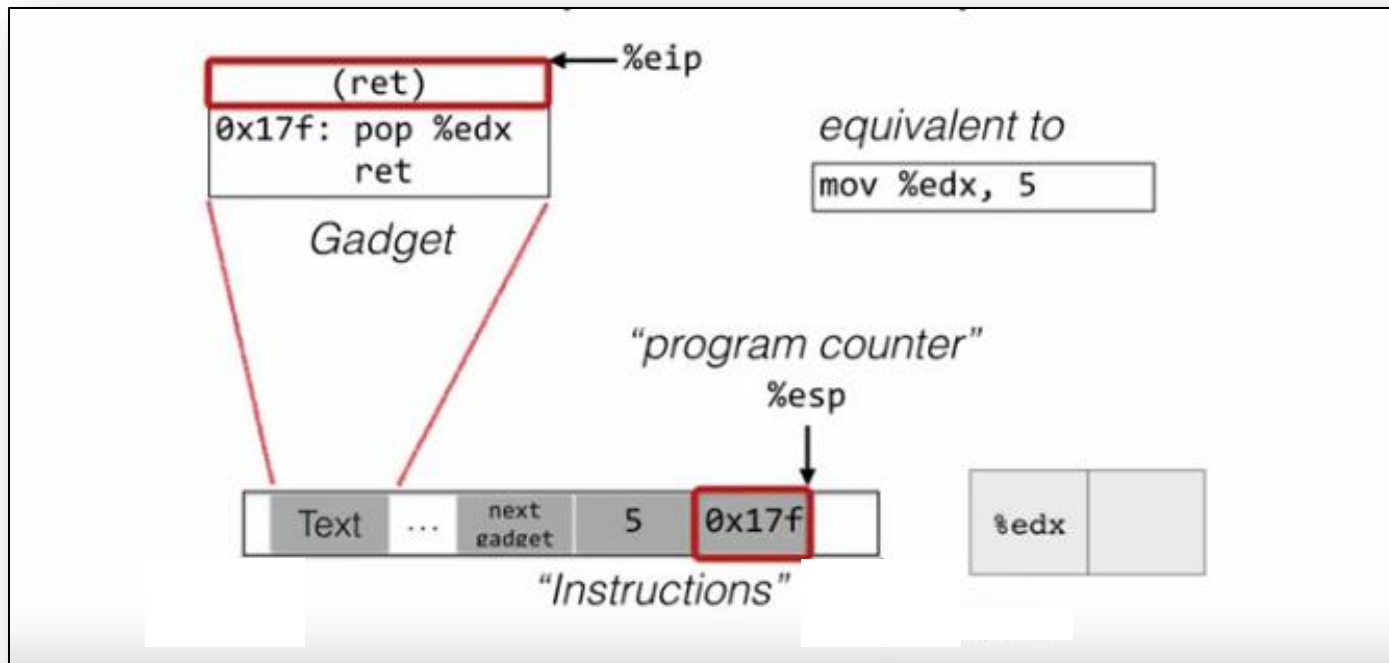 (ret)
%eip
0x17f: pop %edx
ret
Gadget
equivalent to
mov %edx, 5
“program counter”
%esp
Text ... next gadget 5 0x17f
“Instructions”
%edx